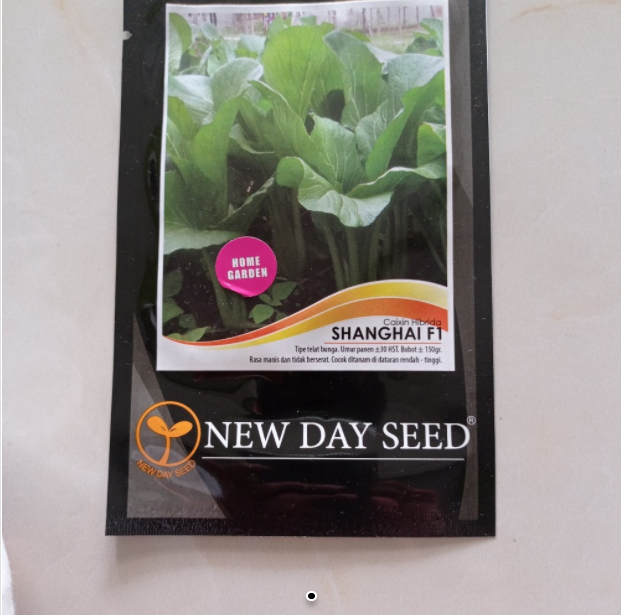 HOME
GARDEN
Caixin Hibrida
SHANGHAI F1
Tipe telat bunga. Umur panen ±30 HST. Bobot ± 150gr.
Rasa manis dan tidak berserat. Cocok ditanam di dataran rendah - tinggi.
NEW DAY SEED®
NEW DAY SEED